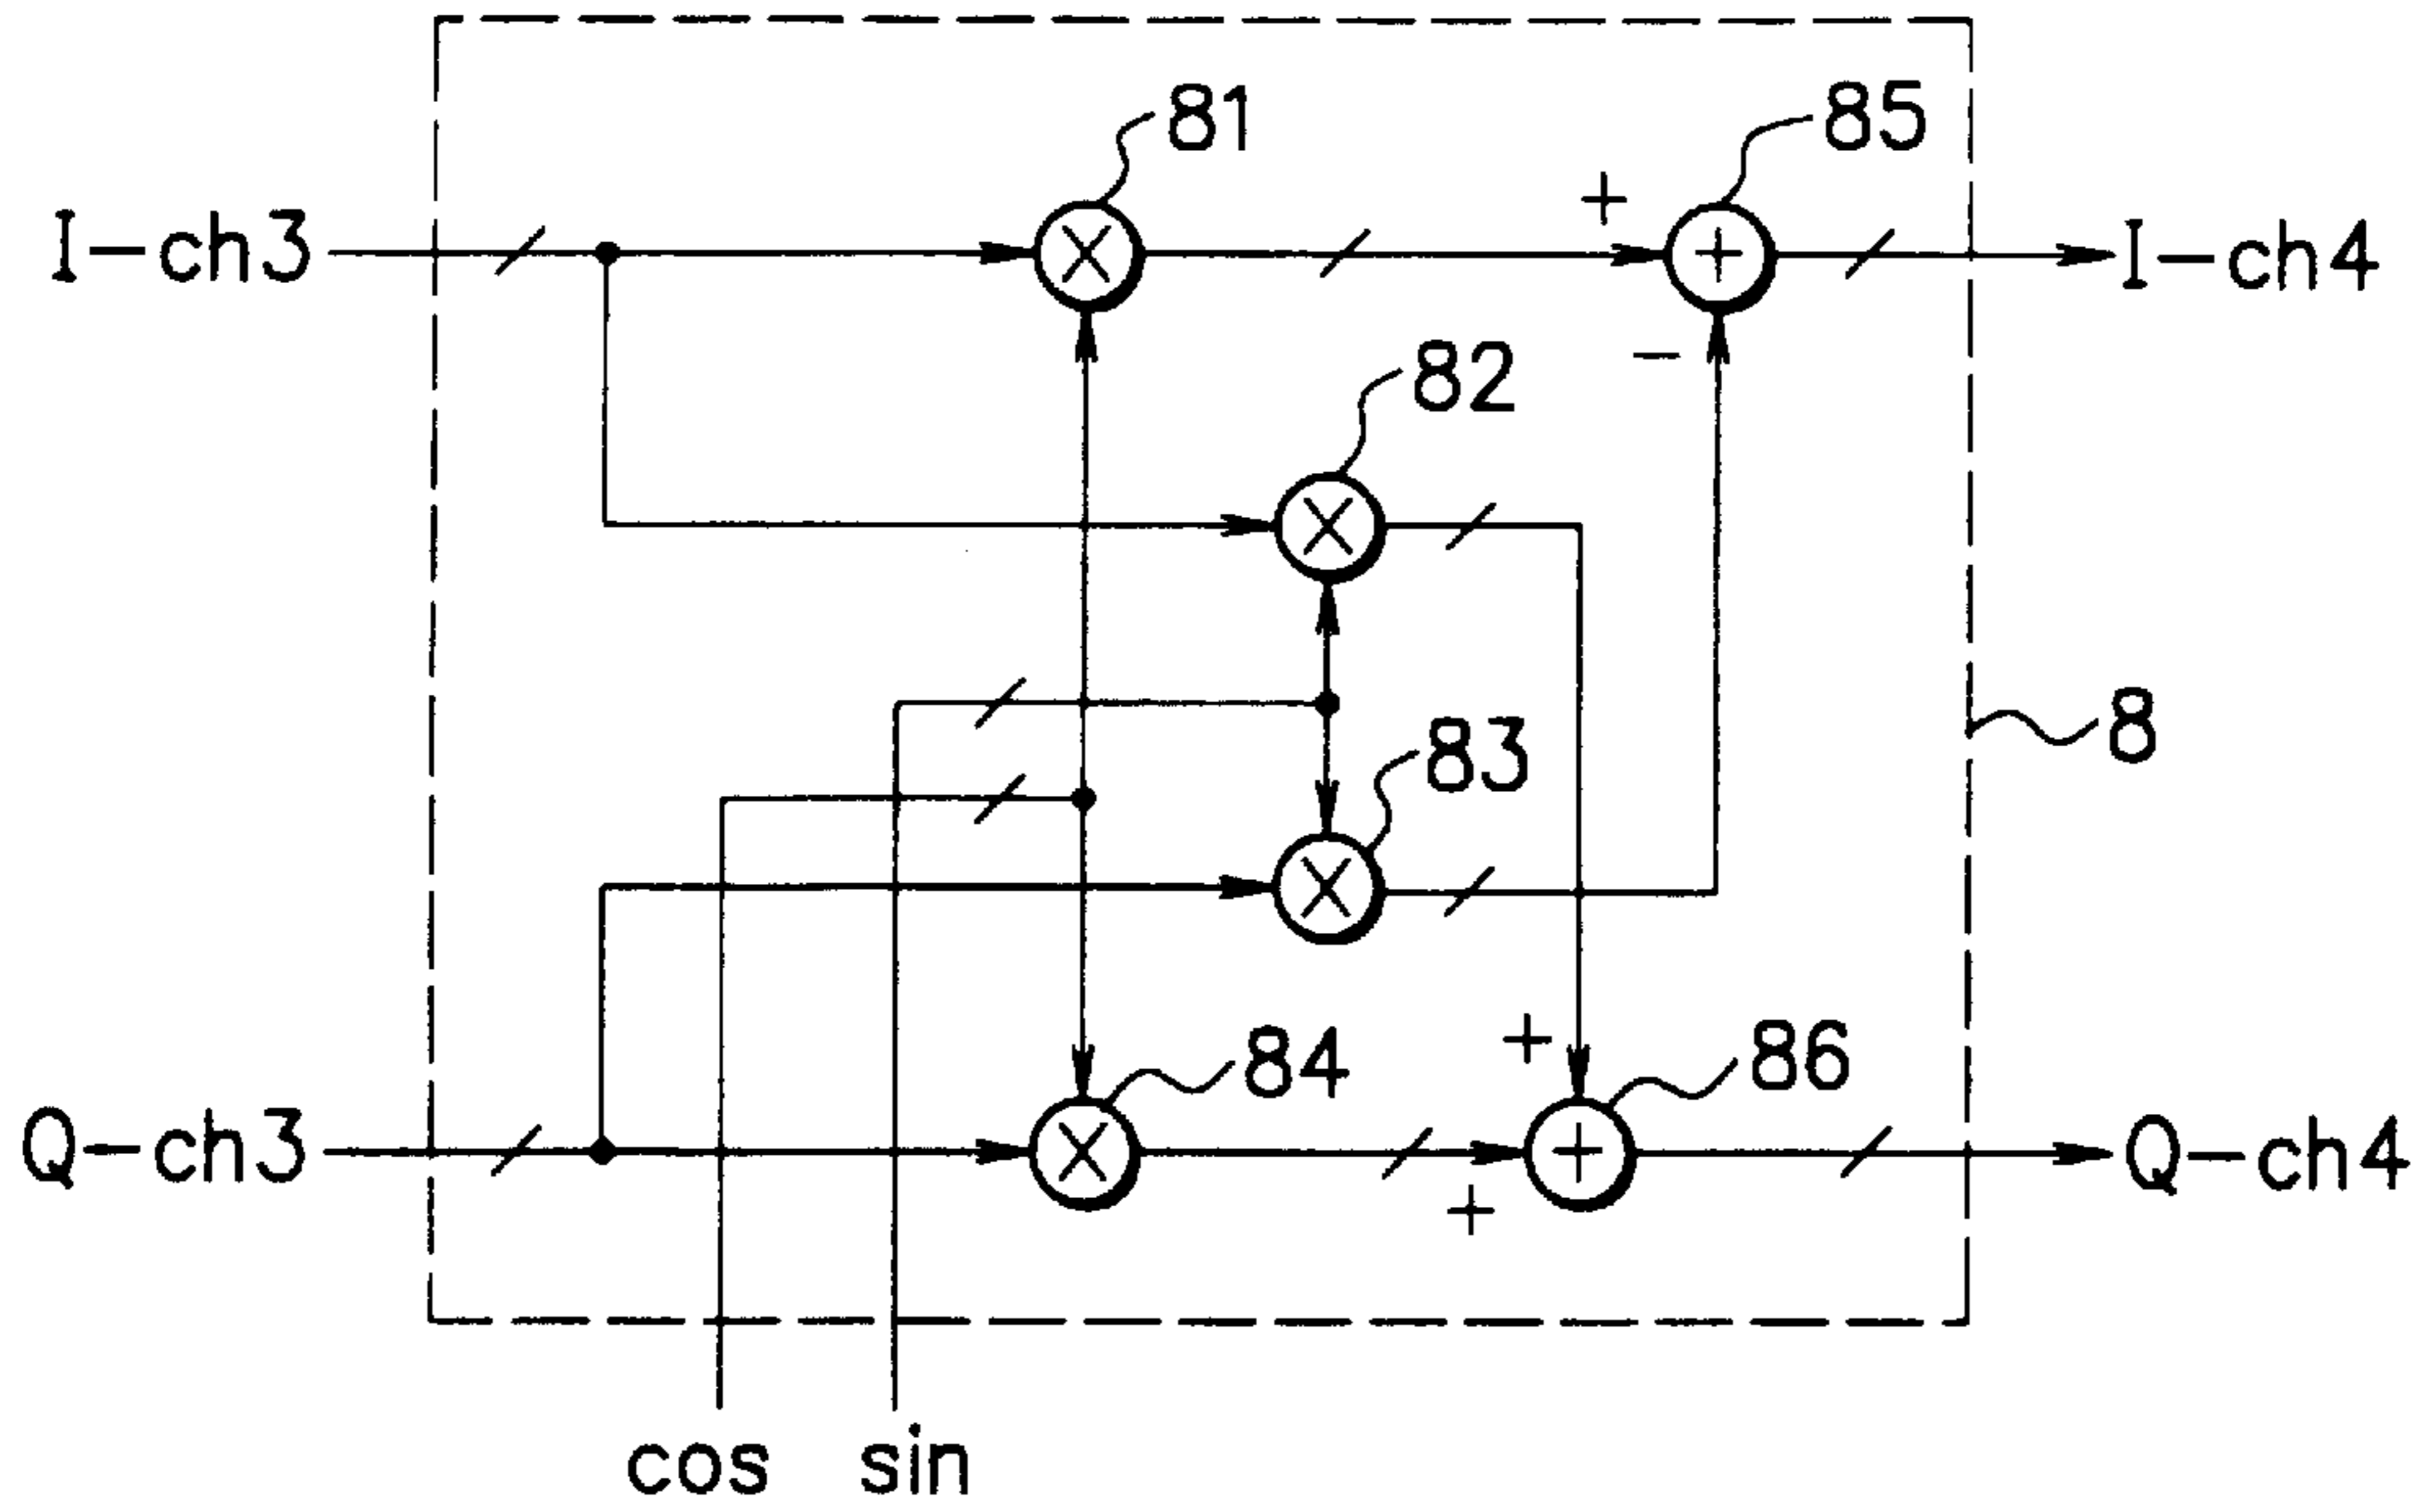 81
85
+
I-ch3
I-ch4
-
82
8
83
+
84
86
Q-ch3
Q-ch4
+
cos
sin